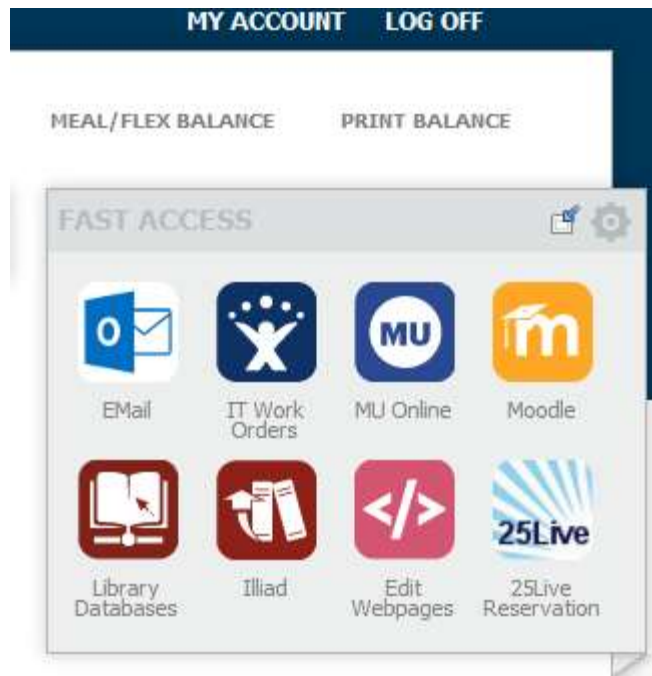 MY ACCOUNT LOG OFF
MEAL/FLEX BALANCE PRINT BALANCE
FAST ACCESS
O
MU
m
EMail
IT Work
Orders
MU Online
Moodle
</>
25Live
Library
Databases
Illiad
Edit
Webpages
25Live
Reservation